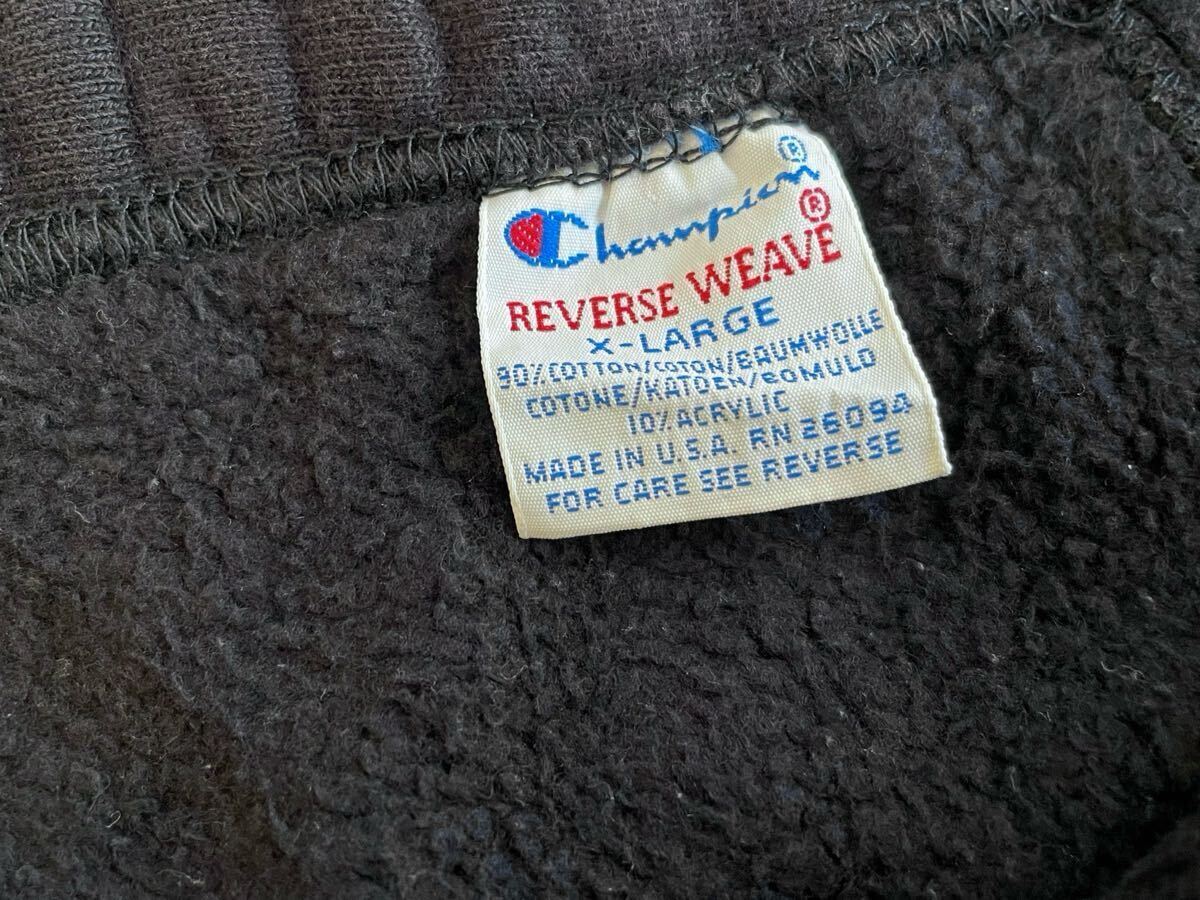 Champion®
REVERSE WEAVE®
X-LARGE
90% COTTON/COTON/BAUMWOLLE
COTONE/KATOEN/BOMULD
10% ACRYLIC
MADE IN U.S.A. RN 26094
FOR CARE SEE REVERSE